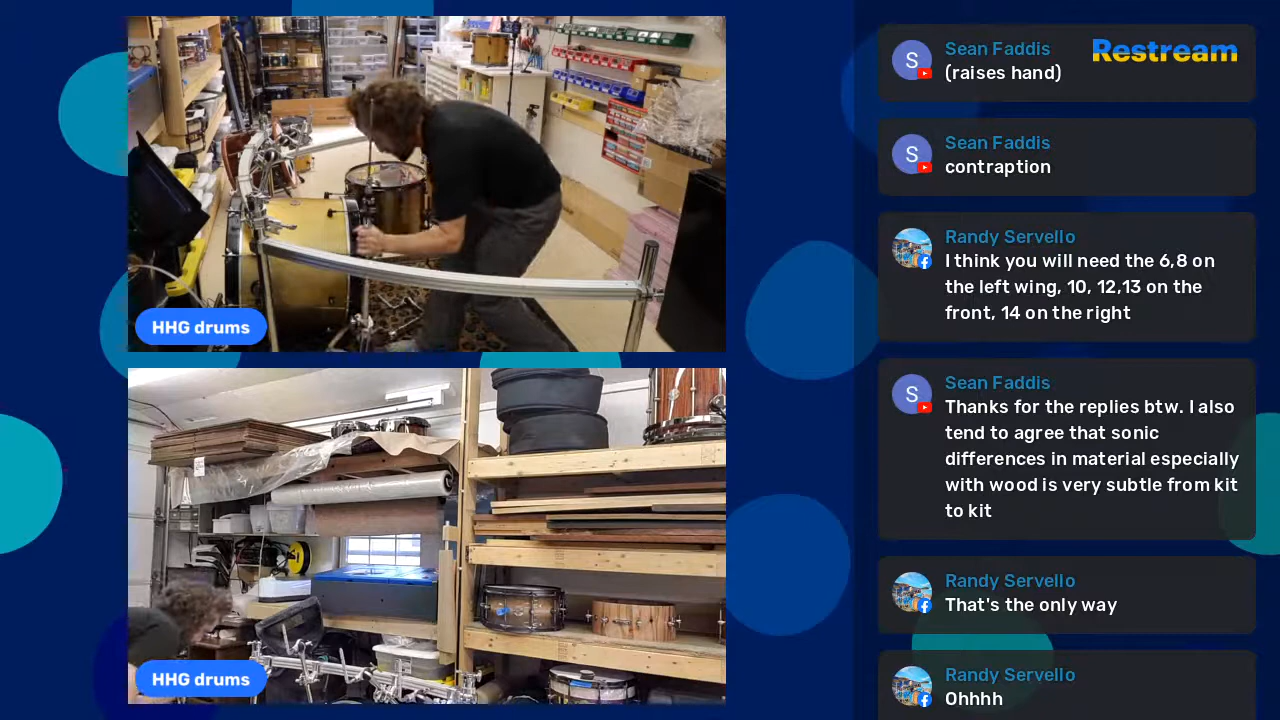 HHG drums
HHG drums
Restream
Sean Faddis
(raises hand)
Sean Faddis
contraption
Randy Servello
I think you will need the 6,8 on
the left wing, 10, 12,13 on the
front, 14 on the right
Sean Faddis
Thanks for the replies btw. I also
tend to agree that sonic
differences in material especially
with wood is very subtle from kit
to kit
Randy Servello
That's the only way
Randy Servello
Ohhhh